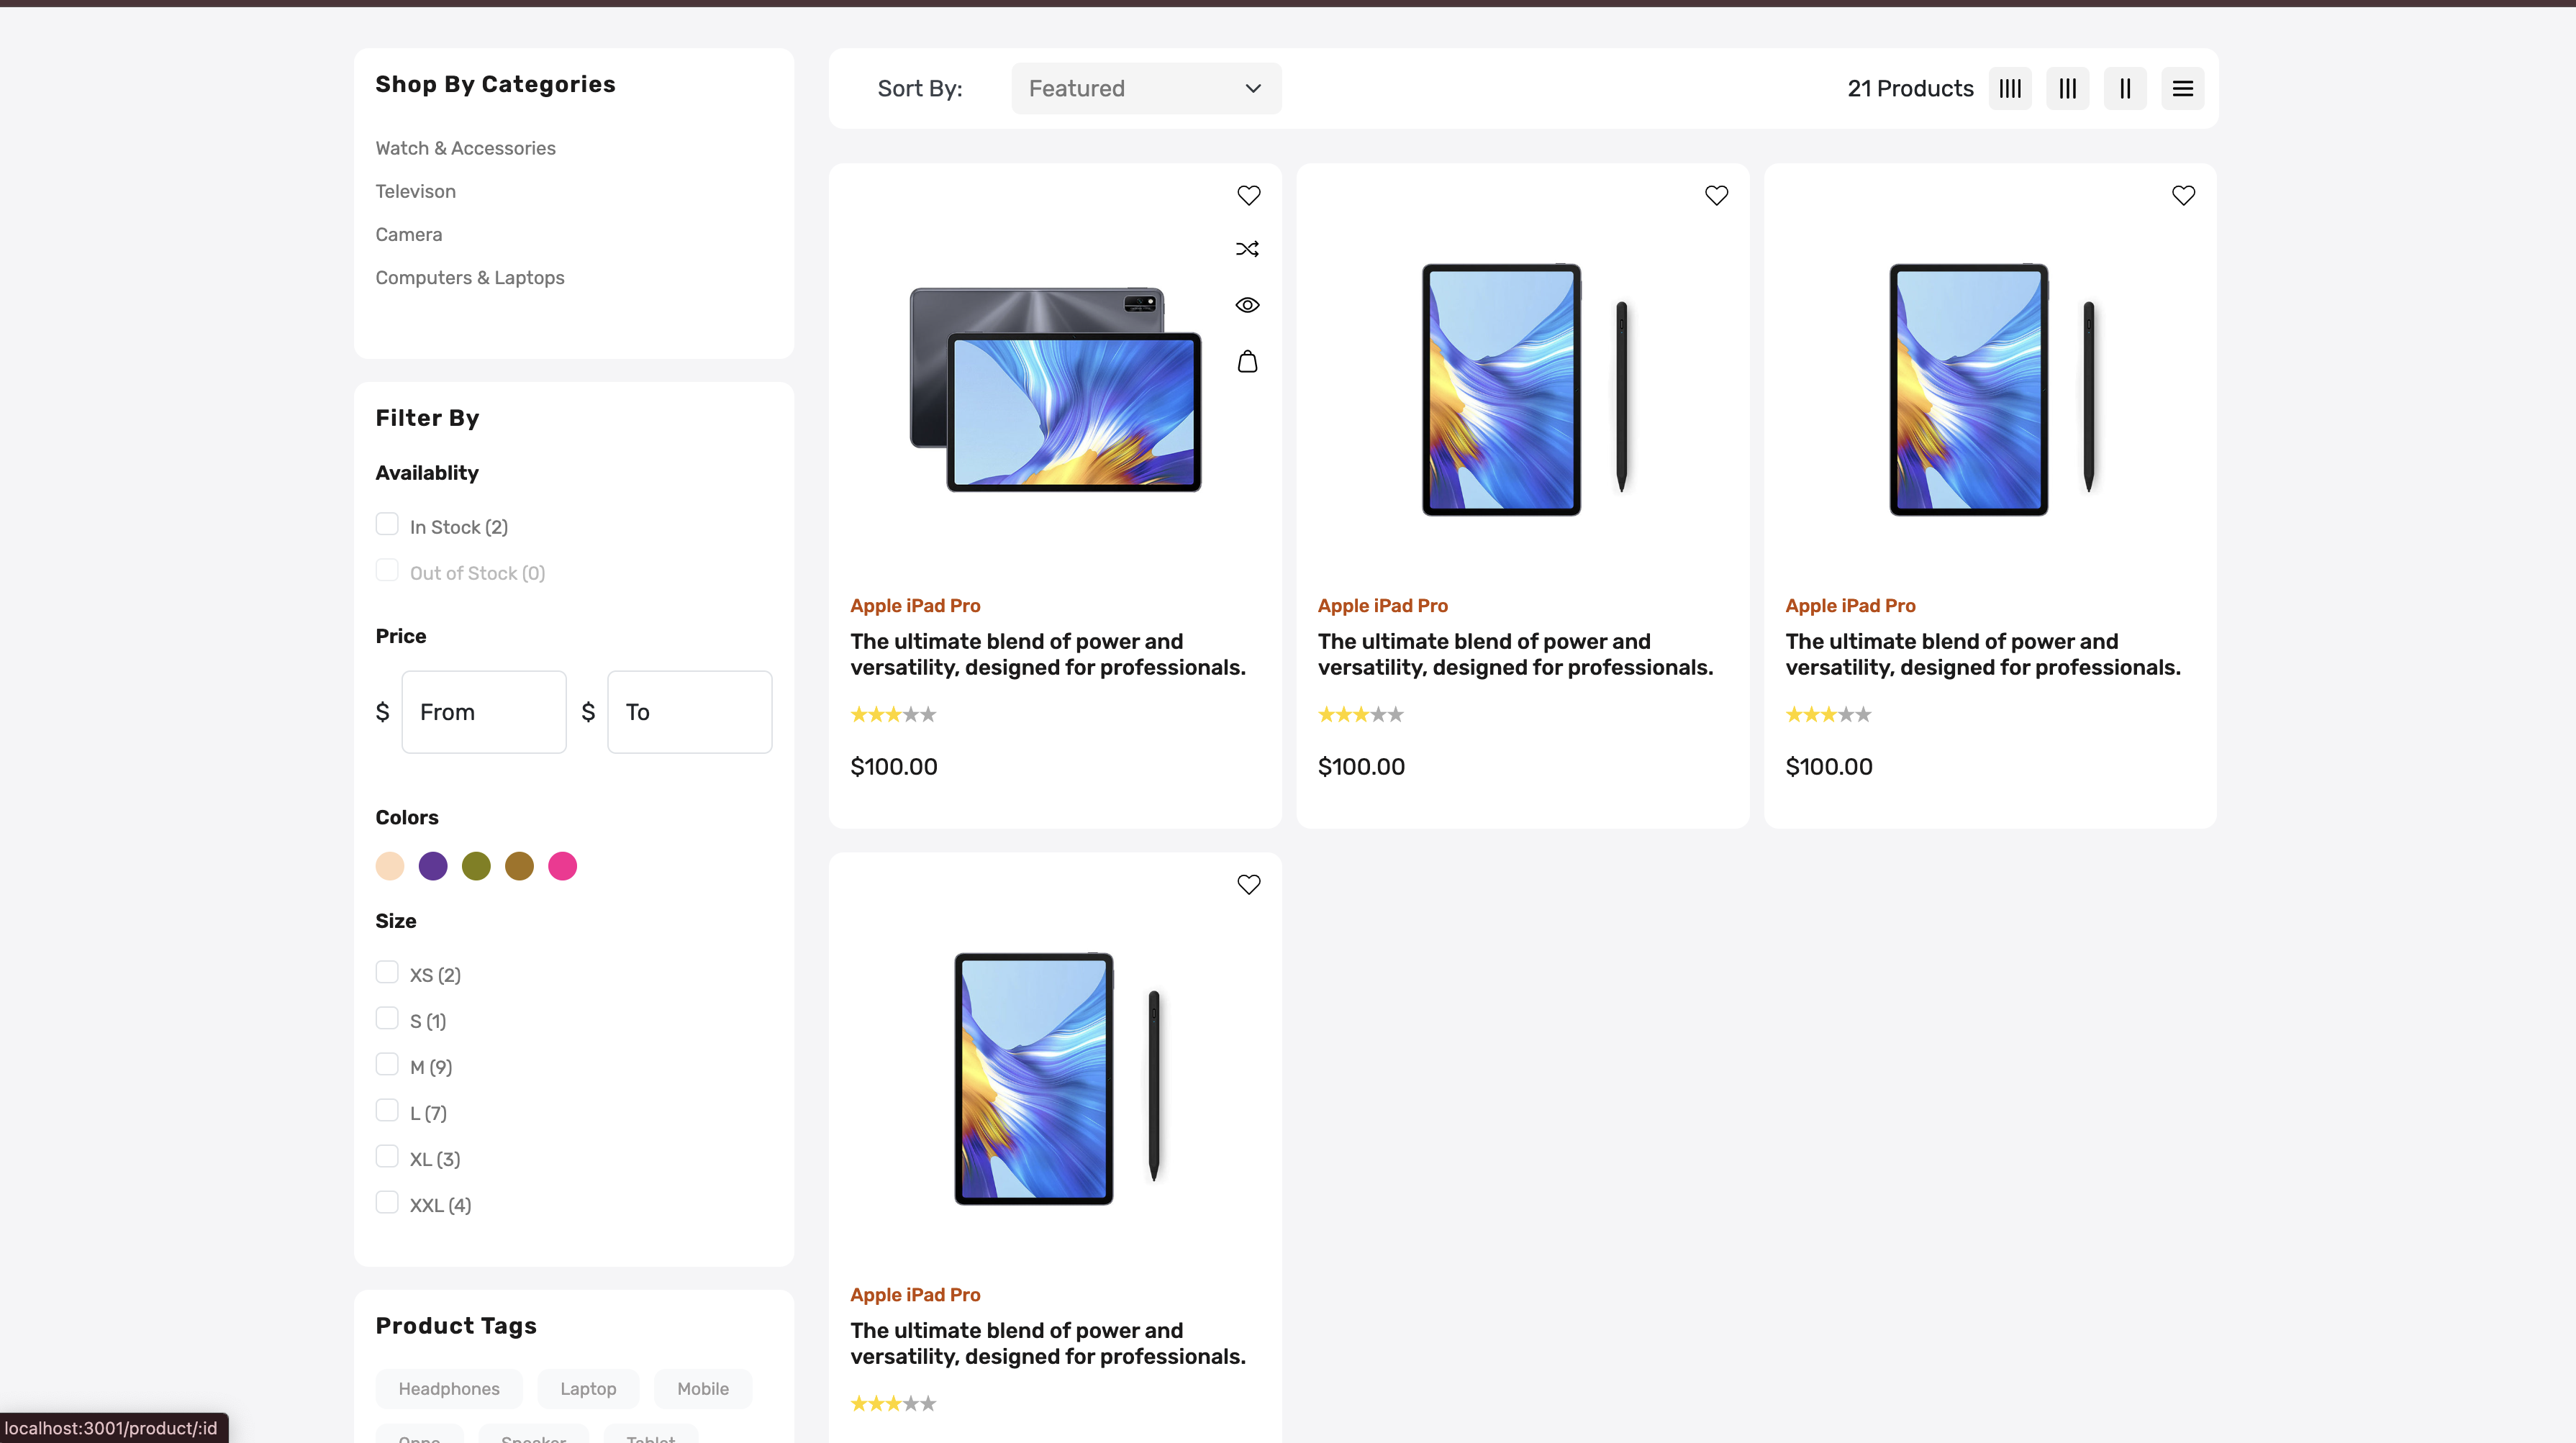 Shop By Categories
Watch & Accessories
Televison
Camera
Computers & Laptops
Filter By
Availablity
In Stock (2)
Out of Stock (0)
Price
$ From $ To
Colors
Size
XS (2)
S (1)
M (9)
L (7)
XL (3)
XXL (4)
Product Tags
Headphones Laptop Mobile
Oppo Speaker Tablet
Sort By: Featured 21 Products
Apple iPad Pro
The ultimate blend of power and
versatility, designed for professionals.
$100.00
Apple iPad Pro
The ultimate blend of power and
versatility, designed for professionals.
$100.00
Apple iPad Pro
The ultimate blend of power and
versatility, designed for professionals.
$100.00
Apple iPad Pro
The ultimate blend of power and
versatility, designed for professionals.
localhost:3001/product/:id